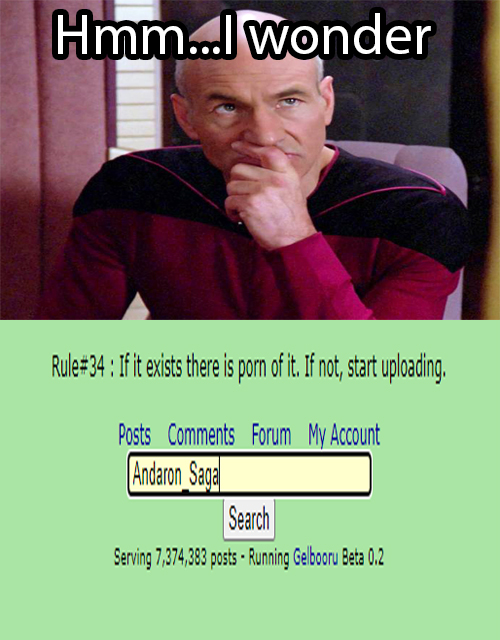 Hmm...I wonder
Rule#34 : If it exists there is porn of it. If not, start uploading.
Posts Comments Forum My Account
Andaron_Saga
Search
Serving 7,374,383 posts - Running Gelbooru Beta 0.2